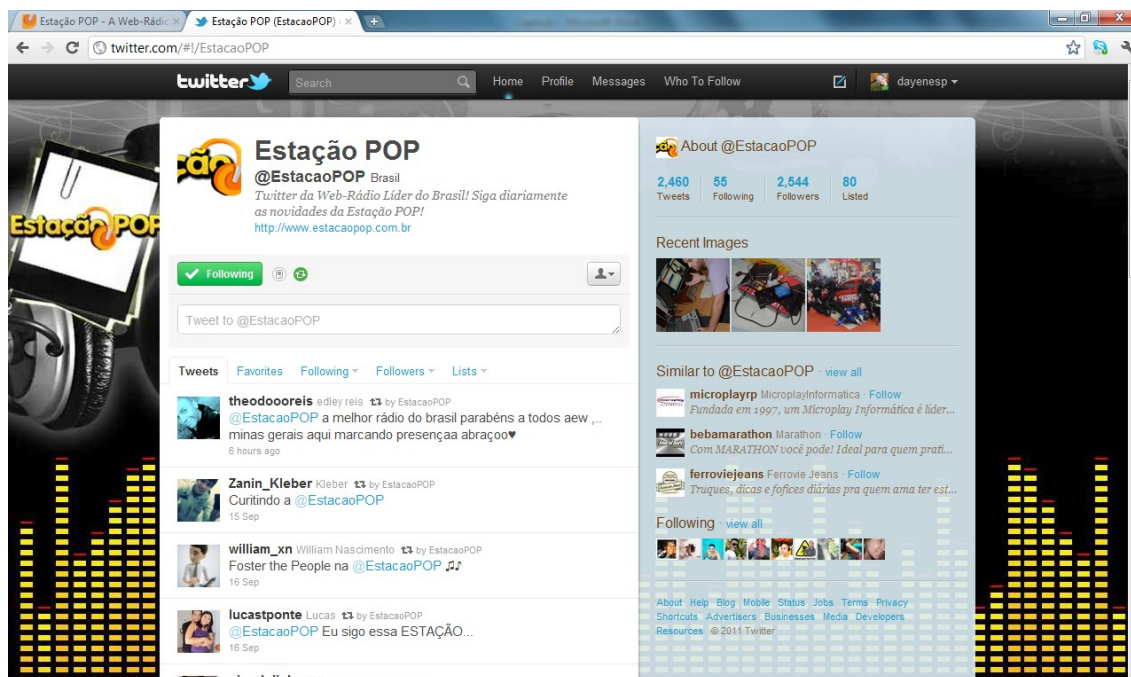 Estação POP - A Web-Rádic
Estação POP (EstacaoPOP)
twitter.com/#!/EstacaoPOP
twitter
Search
Home Profile Messages Who To Follow
dayenesp
Estação POP
ção
Estação POP
@EstacaoPOP Brasil
Twitter da Web-Rádio Líder do Brasil! Siga diariamente
as novidades da Estação POP!
http://www.estacaopop.com.br
Following
Tweet to @EstacaoPOP
Tweets Favorites Following Followers Lists
theodoooreis edley reis by EstacaoPOP
@EstacaoPOP a melhor rádio do brasil parabéns a todos aew ,..
minas gerais aqui marcando presençaa abraçoo♥
6 hours ago
Zanin_Kleber Kleber by EstacaoPOP
Curitindo a @EstacaoPOP
15 Sep
william_xn William Nascimento by EstacaoPOP
Foster the People na @EstacaoPOP ♫♪
16 Sep
lucastponte Lucas by EstacaoPOP
@EstacaoPOP Eu sigo essa ESTAÇÃO...
16 Sep
About @EstacaoPOP
2,460 55 2,544 80
Tweets Following Followers Listed
Recent Images
Similar to @EstacaoPOP · view all
microplayrp MicroplayInformatica · Follow
Fundada em 1997, um Microplay Informática é líder...
bebamarathon Marathon · Follow
Com MARATHON você pode! Ideal para quem prati...
ferroviejeans Ferrovie Jeans · Follow
Truques, dicas e fofices diárias pra quem ama ter est...
Following · view all
About Help Blog Mobile Status Jobs Terms Privacy
Shortcuts Advertisers Businesses Media Developers
Resources © 2011 Twitter